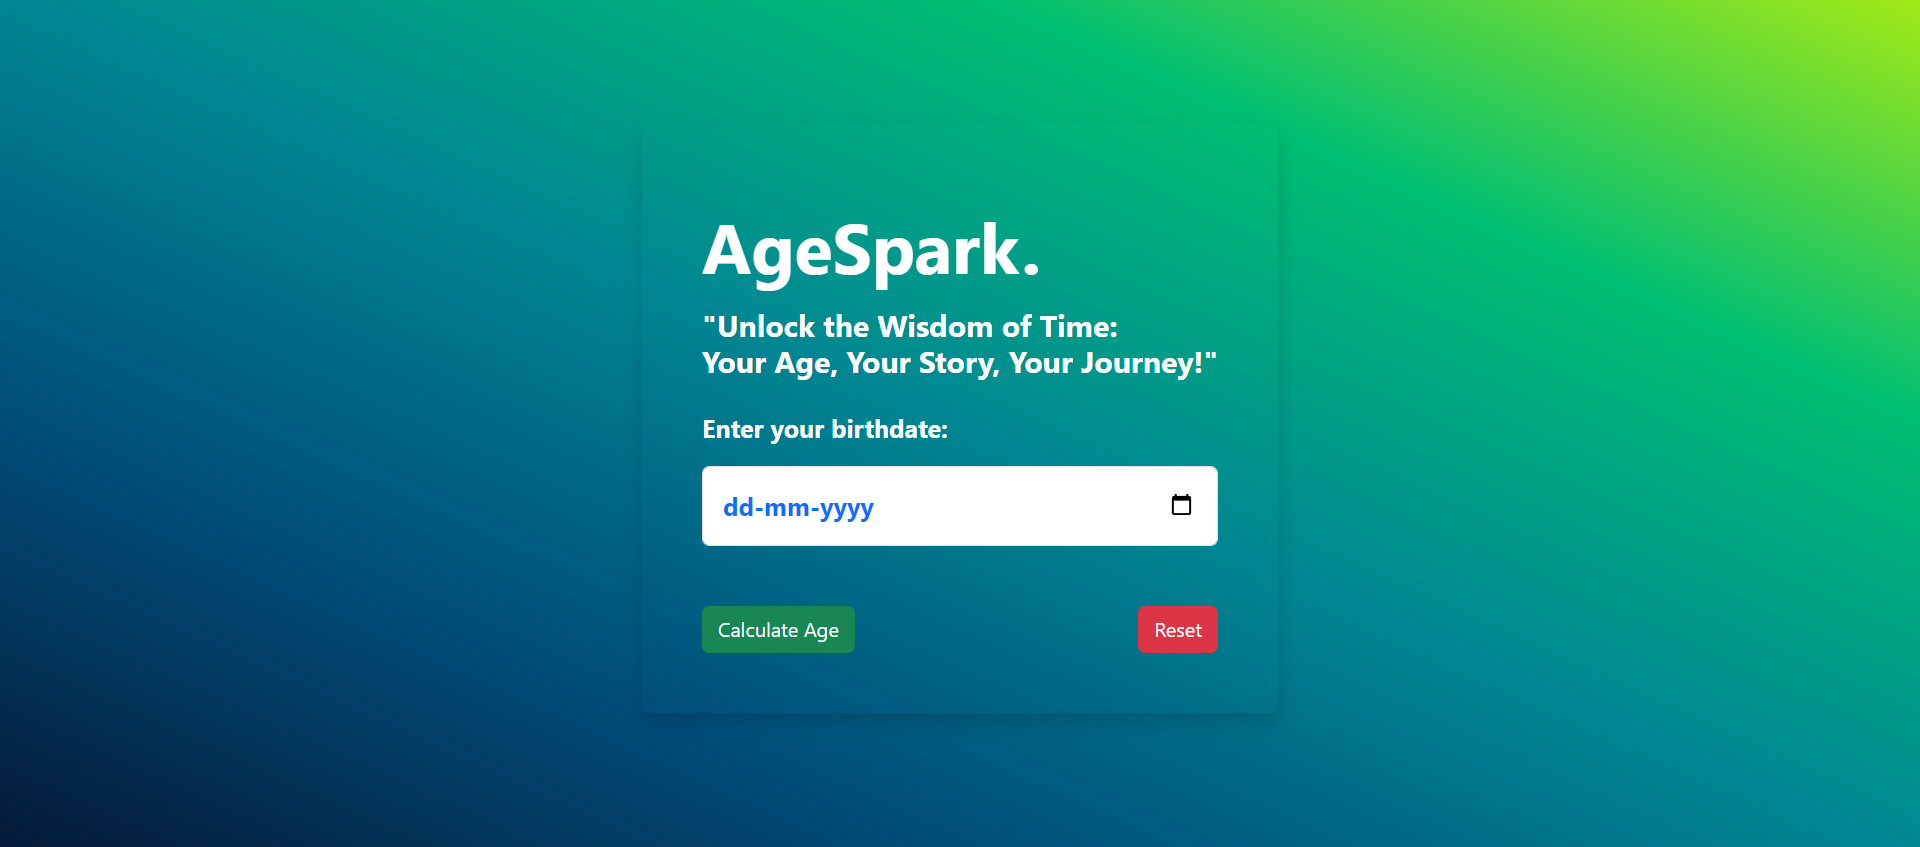 AgeSpark.
"Unlock the Wisdom of Time:
Your Age, Your Story, Your Journey!"
Enter your birthdate:
dd-mm-yyyy
Calculate Age
Reset